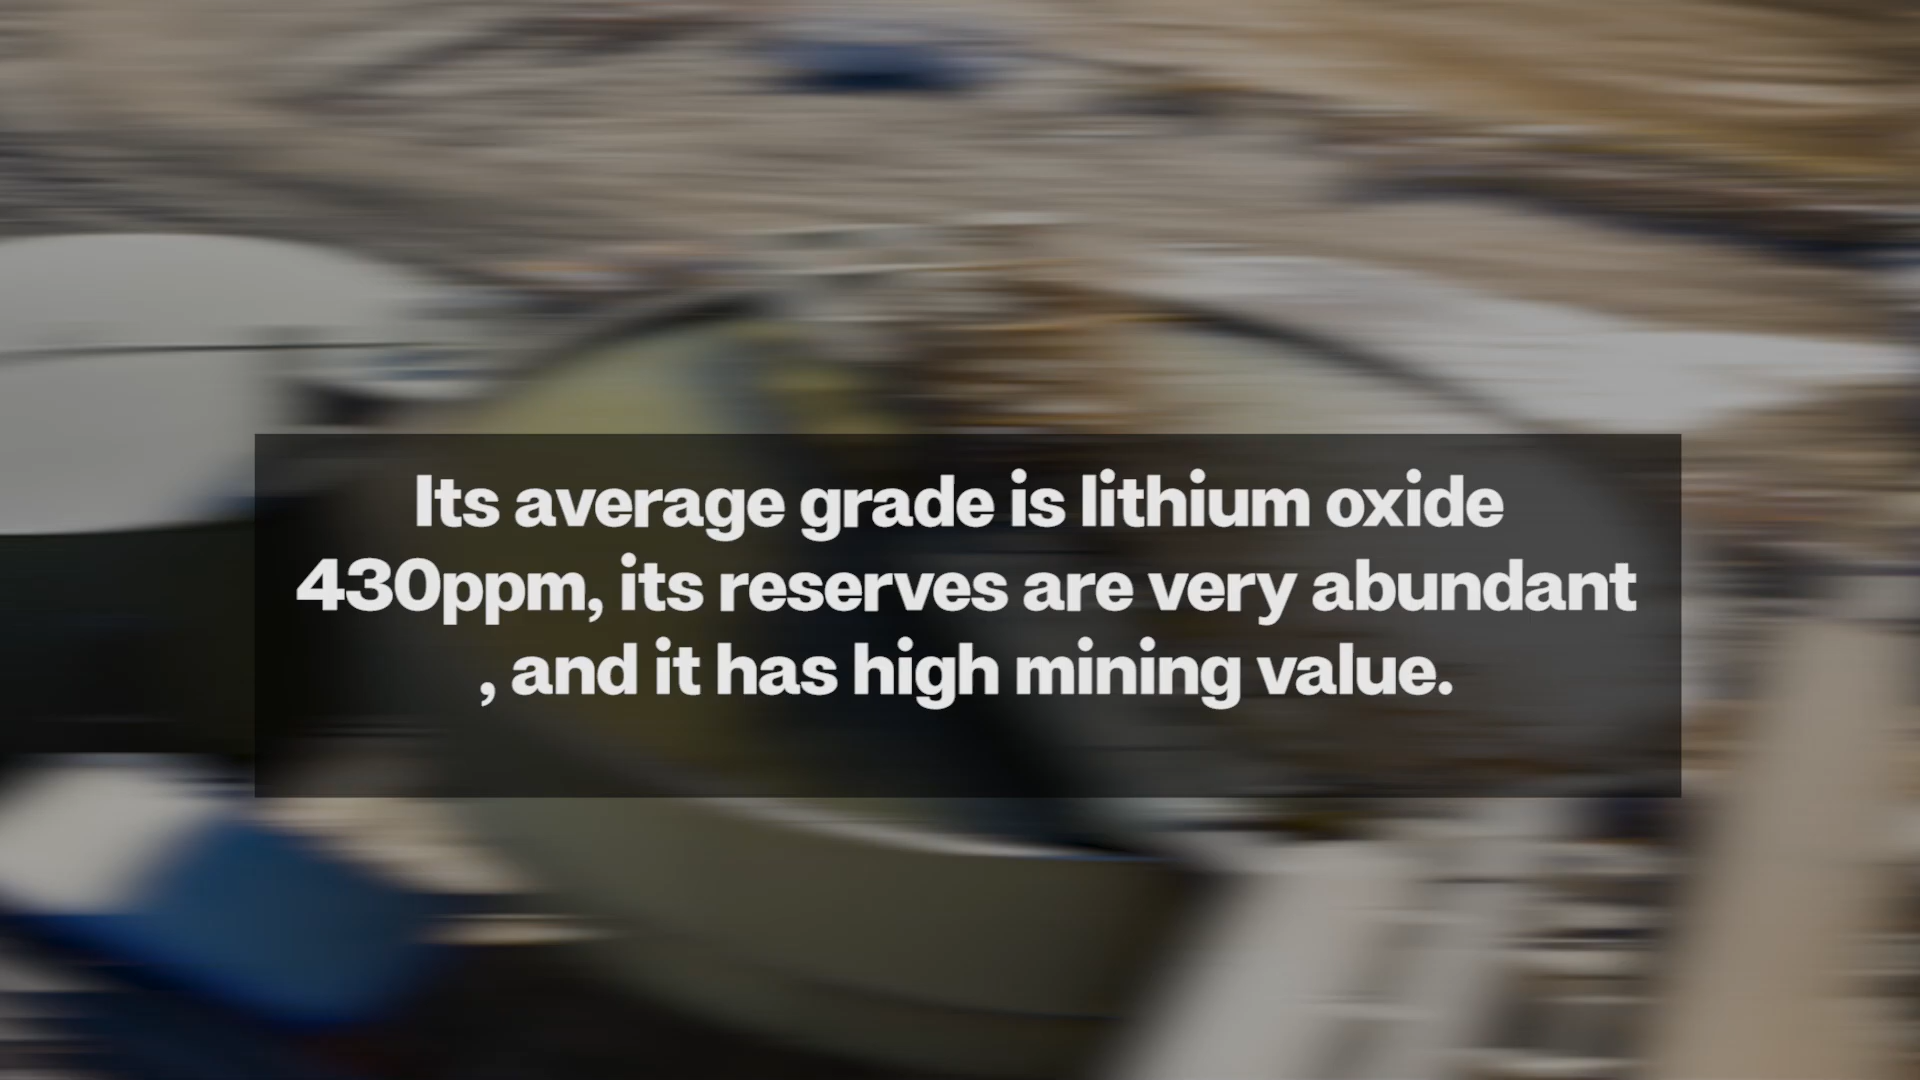 Its average grade is lithium oxide
430ppm, its reserves are very abundant
, and it has high mining value.